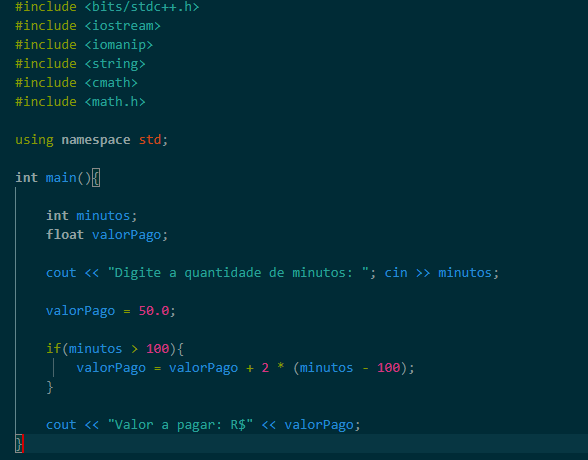 #include <bits/stdc++.h>
#include <iostream>
#include <iomanip>
#include <string>
#include <cmath>
#include <math.h>
using namespace std;
int main(){
int minutos;
float valorPago;
cout << "Digite a quantidade de minutos: "; cin >> minutos;
valorPago = 50.0;
if(minutos > 100){
valorPago = valorPago + 2 * (minutos - 100);
}
cout << "Valor a pagar: R$" << valorPago;
}